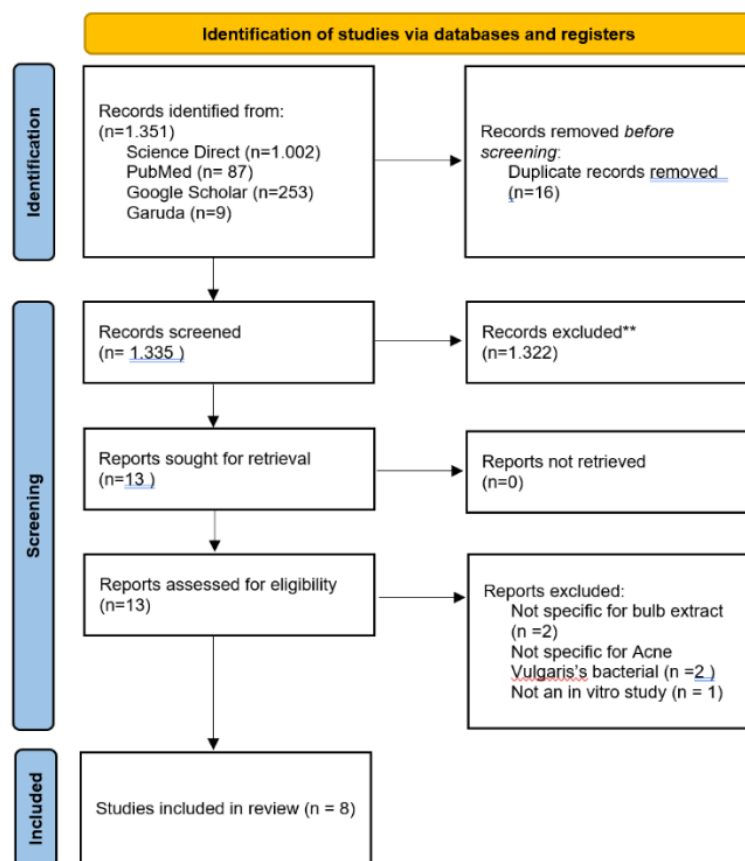 Identification of studies via databases and registers
Identification
Records identified from:
(n=1.351)
Science Direct (n=1.002)
PubMed (n= 87)
Google Scholar (n=253)
Garuda (n=9)
Records removed before
screening:
Duplicate records removed
(n=16)
Screening
Records screened
(n= 1.335 )
Records excluded**
(n=1.322)
Reports sought for retrieval
(n=13 )
Reports not retrieved
(n=0)
Reports assessed for eligibility
(n=13)
Reports excluded:
Not specific for bulb extract
(n =2)
Not specific for Acne
Vulgaris's bacterial (n =2 )
Not an in vitro study (n = 1)
Included
Studies included in review (n = 8)